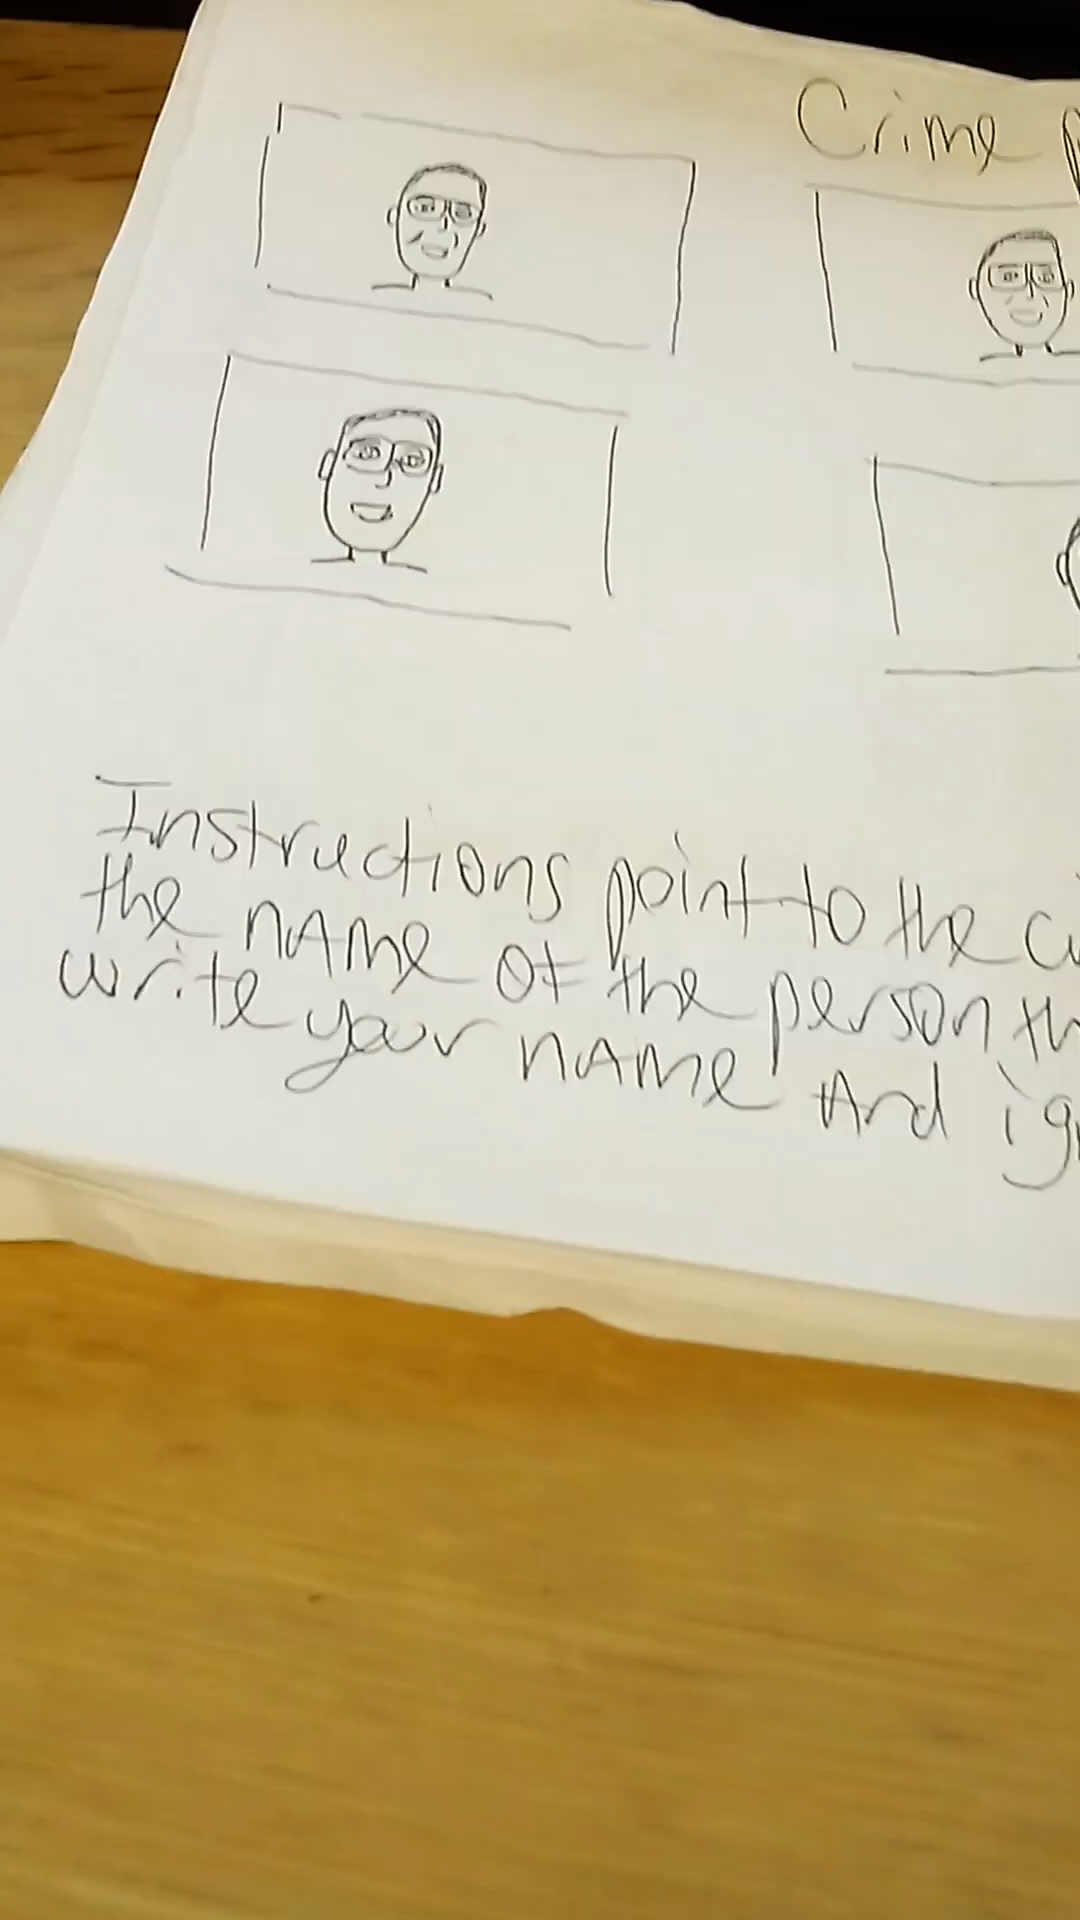 Crime
Instructions point to the
the name of the person
write your name And